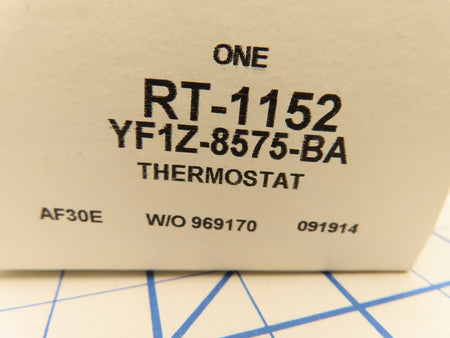 ONE
RT-1152
YF1Z-8575-BA
THERMOSTAT
AF30E W/O 969170 091914